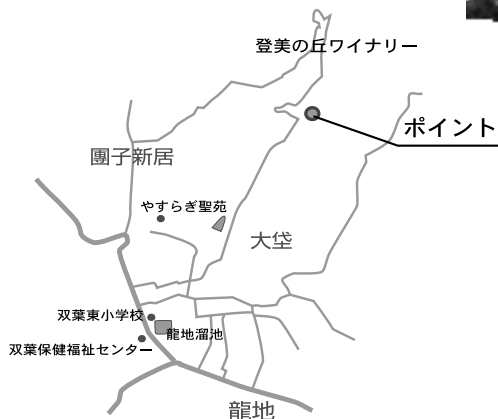 登美の丘ワイナリー
ポイント
團子新居
やすらぎ聖苑
大垈
双葉東小学校
龍地溜池
双葉保健福祉センター
龍地